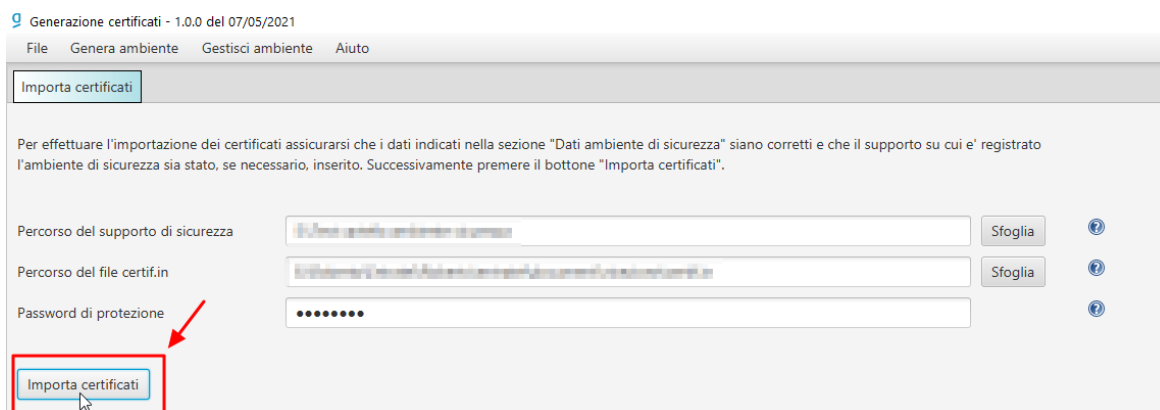 Generazione certificati - 1.0.0 del 07/05/2021
File Genera ambiente Gestisci ambiente Aiuto
Importa certificati
Per effettuare l'importazione dei certificati assicurarsi che i dati indicati nella sezione "Dati ambiente di sicurezza" siano corretti e che il supporto su cui e' registrato
l'ambiente di sicurezza sia stato, se necessario, inserito. Successivamente premere il bottone "Importa certificati".
Percorso del supporto di sicurezza Sfoglia
Percorso del file certif.in Sfoglia
Password di protezione ••••••••
Importa certificati